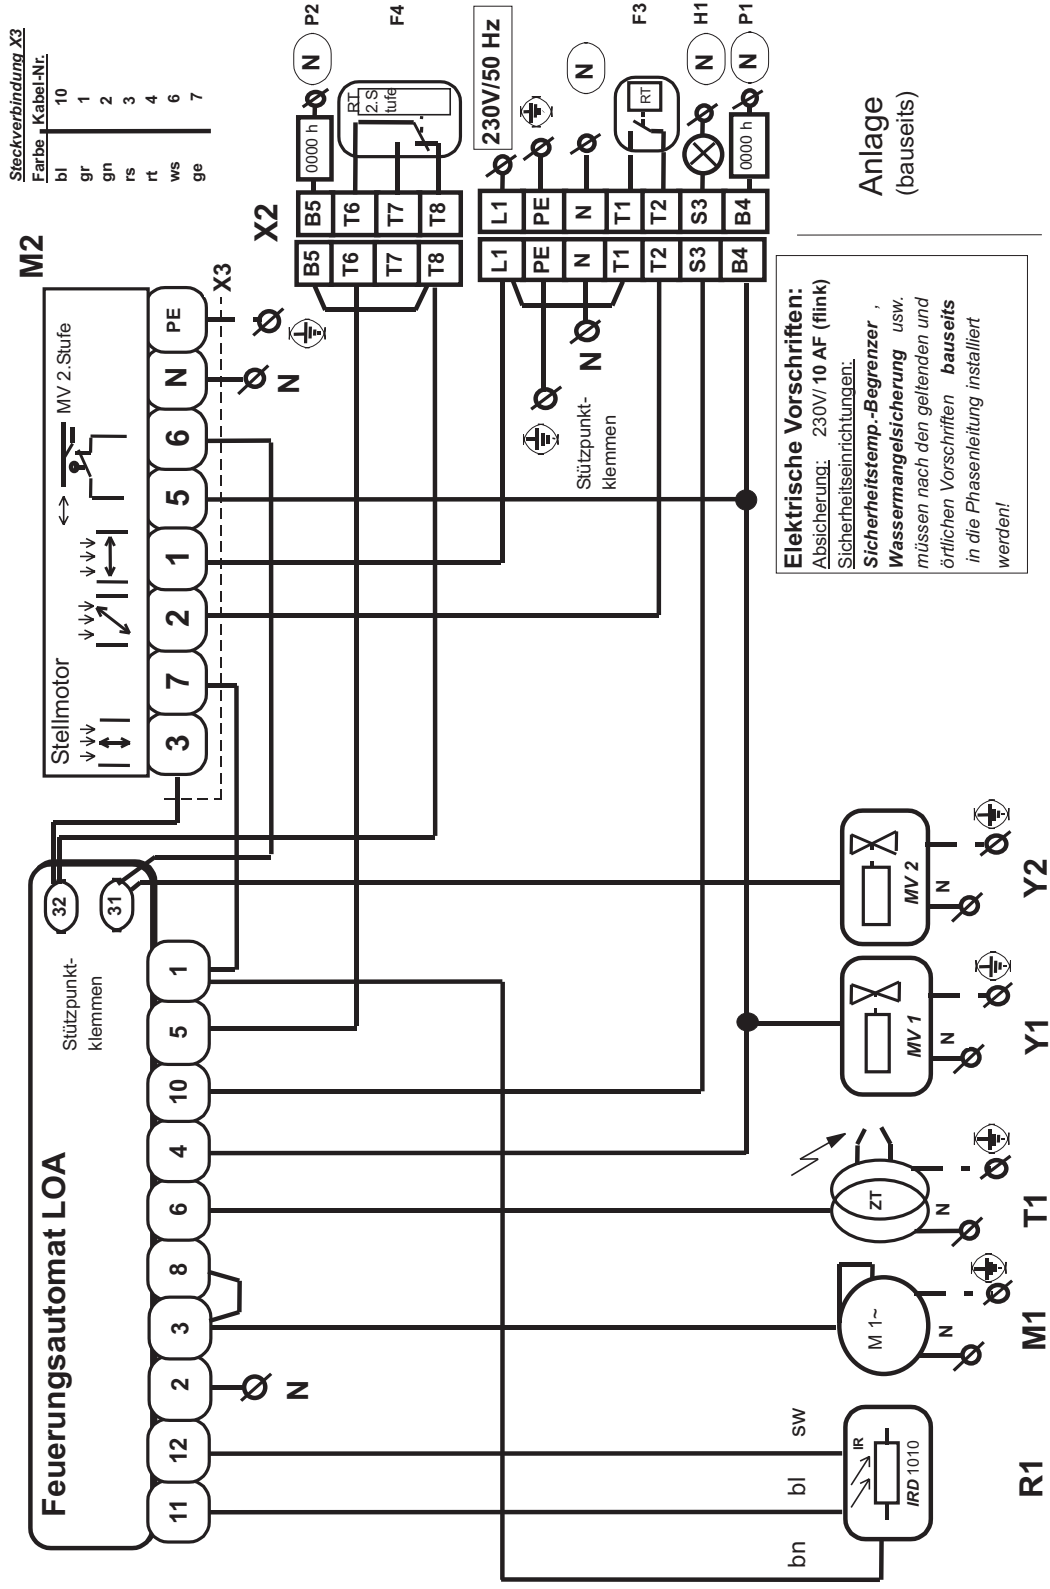 Feuerungsautomat LOA
Stützpunkt-
klemmen
32
31
11
12
2
3
8
6
4
10
5
1
N
Stellmotor
MV 2.Stufe
M2
3
7
2
1
5
6
N
PE
X3
N
Steckverbindung X3
Farbe Kabel-Nr.
bl 10
gr 1
gn 2
rs 3
rt 4
ws 6
ge 7
X2
B5
T6
T7
T8
B5
T6
T7
T8
0000 h
N
P2
RT
2.S
tufe
F4
230V/50 Hz
L1
PE
N
T1
T2
S3
B4
L1
PE
N
T1
T2
S3
B4
N
RT
F3
N
H1
0000 h
N
P1
N
Stützpunkt-
klemmen
Anlage
(bauseits)
Elektrische Vorschriften:
Absicherung: 230V/ 10 AF (flink)
Sicherheitseinrichtungen:
Sicherheitstemp.-Begrenzer ,
Wassermangelsicherung usw.
müssen nach den geltenden und
örtlichen Vorschriften bauseits
in die Phasenleitung installiert
werden!
bn
bl
sw
IR
IRD 1010
R1
M 1~
N
M1
ZT
N
T1
MV 1
N
Y1
MV 2
N
Y2